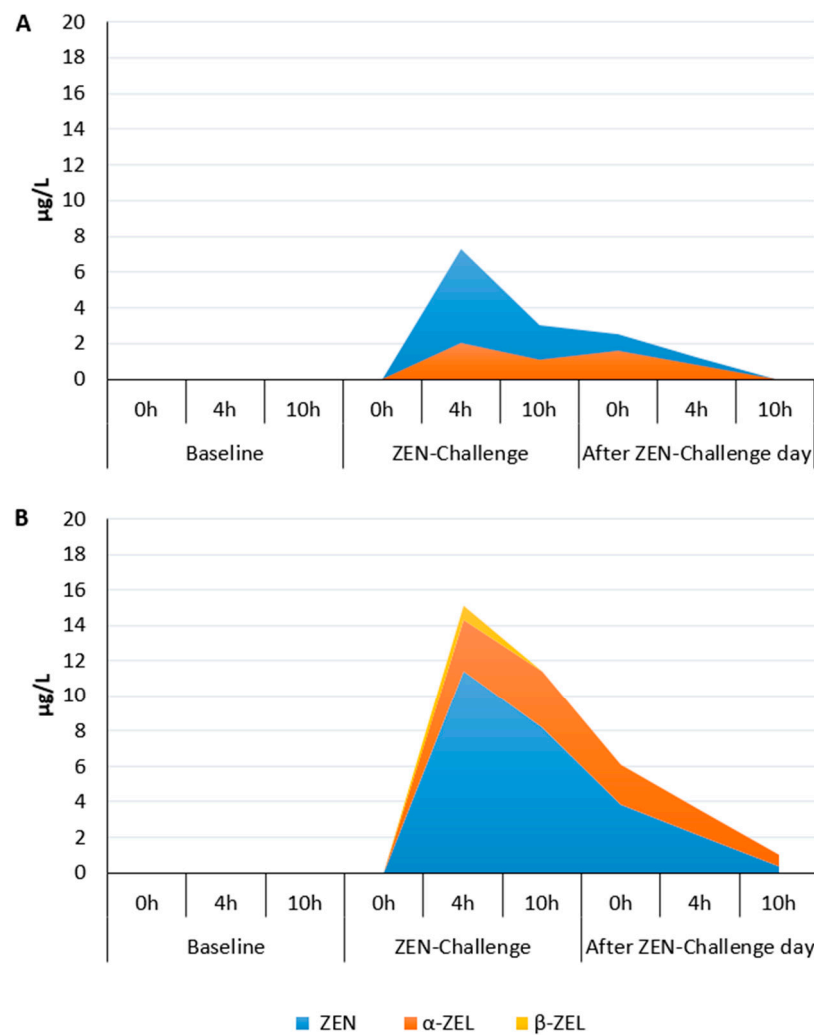 A
20
18
16
14
12
10
8
6
4
2
0
µg/L
0h 4h 10h 0h 4h 10h 0h 4h 10h
Baseline ZEN-Challenge After ZEN-Challenge day
B
20
18
16
14
12
10
8
6
4
2
0
µg/L
0h 4h 10h 0h 4h 10h 0h 4h 10h
Baseline ZEN-Challenge After ZEN-Challenge day
ZEN α-ZEL β-ZEL